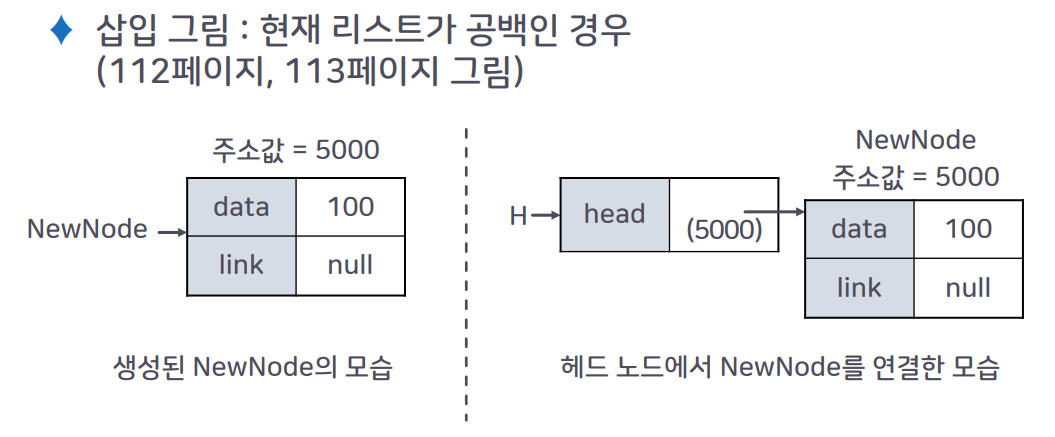 삽입 그림 : 현재 리스트가 공백인 경우
(112페이지, 113페이지 그림)
주소값 = 5000
NewNode
data 100
link null
생성된 NewNode의 모습
NewNode
주소값 = 5000
H
head (5000)
data 100
link null
헤드 노드에서 NewNode를 연결한 모습